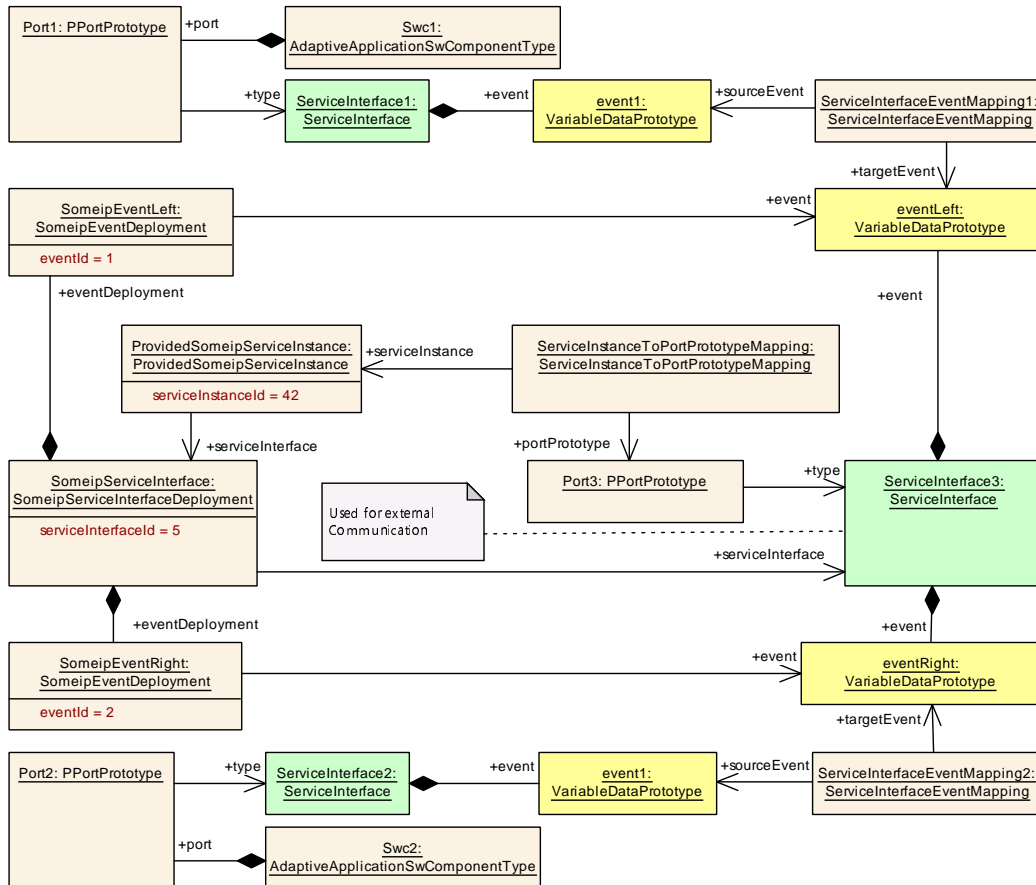 Port1: PPortPrototype
+port
Swc1:
AdaptiveApplicationSwComponentType
+type
ServiceInterface1:
ServiceInterface
+event
event1:
VariableDataPrototype
+sourceEvent
ServiceInterfaceEventMapping1:
ServiceInterfaceEventMapping
+targetEvent
SomeipEventLeft:
SomeipEventDeployment
eventId = 1
+event
eventLeft:
VariableDataPrototype
+eventDeployment
+event
ProvidedSomeipServiceInstance:
ProvidedSomeipServiceInstance
serviceInstanceId = 42
+serviceInstance
ServiceInstanceToPortPrototypeMapping:
ServiceInstanceToPortPrototypeMapping
+serviceInterface
+portPrototype
SomeipServiceInterface:
SomeipServiceInterfaceDeployment
serviceInterfaceId = 5
Used for external
Communication
Port3: PPortPrototype
+type
ServiceInterface3:
ServiceInterface
+serviceInterface
+eventDeployment
+event
SomeipEventRight:
SomeipEventDeployment
eventId = 2
+event
eventRight:
VariableDataPrototype
+targetEvent
Port2: PPortPrototype
+type
ServiceInterface2:
ServiceInterface
+event
event1:
VariableDataPrototype
+sourceEvent
ServiceInterfaceEventMapping2:
ServiceInterfaceEventMapping
+port
Swc2:
AdaptiveApplicationSwComponentType